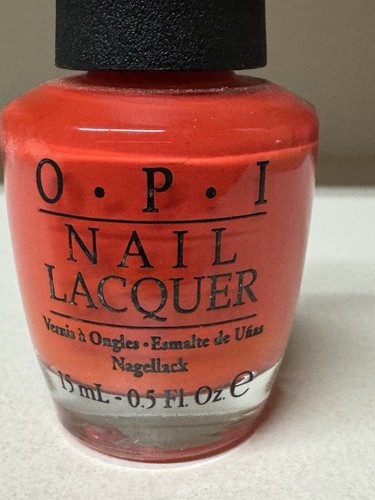 O · P · I
NAIL
LACQUER
Vernis à Ongles · Esmalte de Uñas
Nagellack
15 mL - 0.5 Fl. Oz. ℮